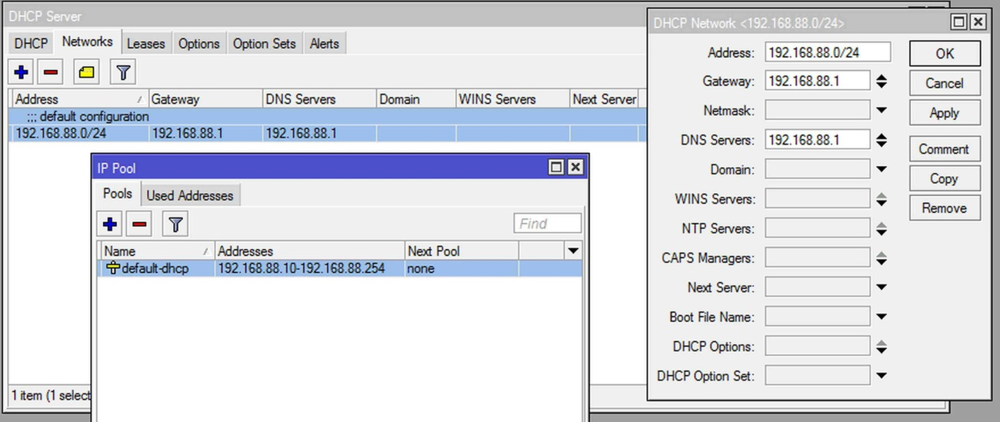 DHCP Server
DHCP Networks Leases Options Option Sets Alerts
Address Gateway DNS Servers Domain WINS Servers Next Server
;;; default configuration
192.168.88.0/24 192.168.88.1 192.168.88.1
1 item (1 select
IP Pool
Pools Used Addresses
Find
Name Addresses Next Pool
default-dhcp 192.168.88.10-192.168.88.254 none
DHCP Network <192.168.88.0/24>
Address: 192.168.88.0/24
Gateway: 192.168.88.1
Netmask:
DNS Servers: 192.168.88.1
Domain:
WINS Servers:
NTP Servers:
CAPS Managers:
Next Server:
Boot File Name:
DHCP Options:
DHCP Option Set:
OK
Cancel
Apply
Comment
Copy
Remove